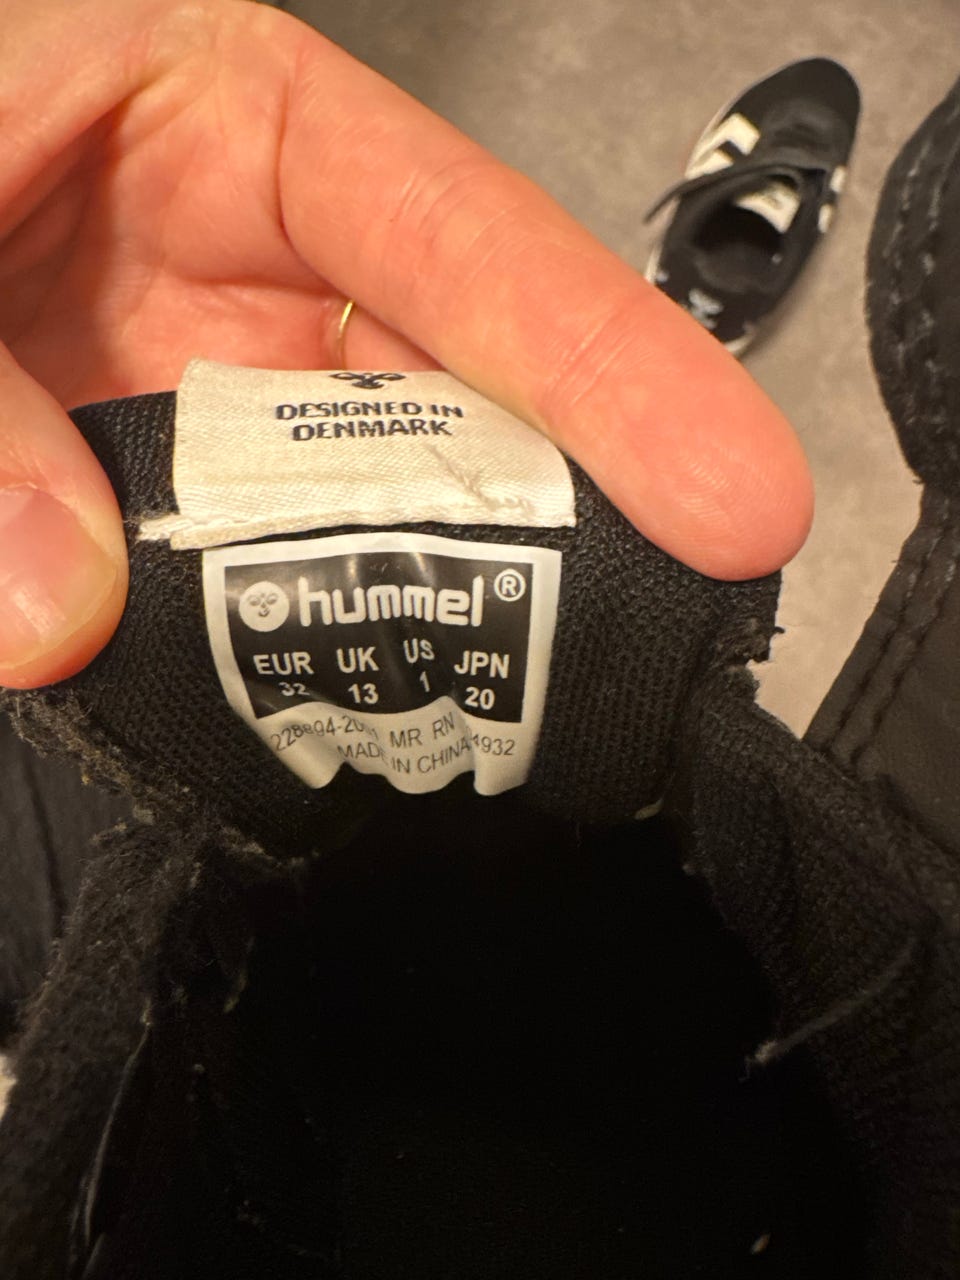 DESIGNED IN
DENMARK
hummel®
EUR UK US JPN
32 13 1 20
MR RN
MADE IN CHINA